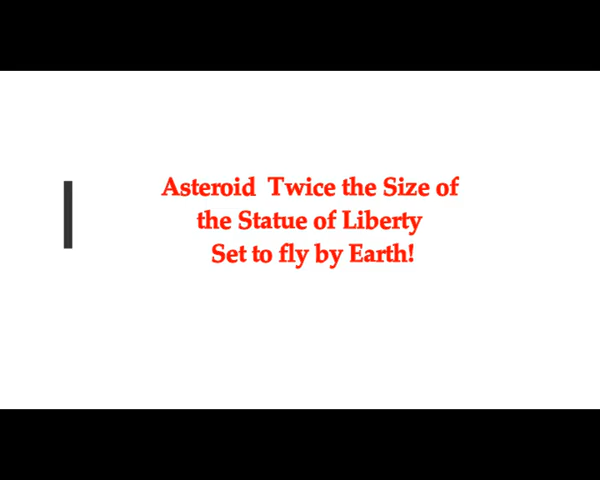 Asteroid  Twice the Size of
the Statue of Liberty
Set to fly by Earth!